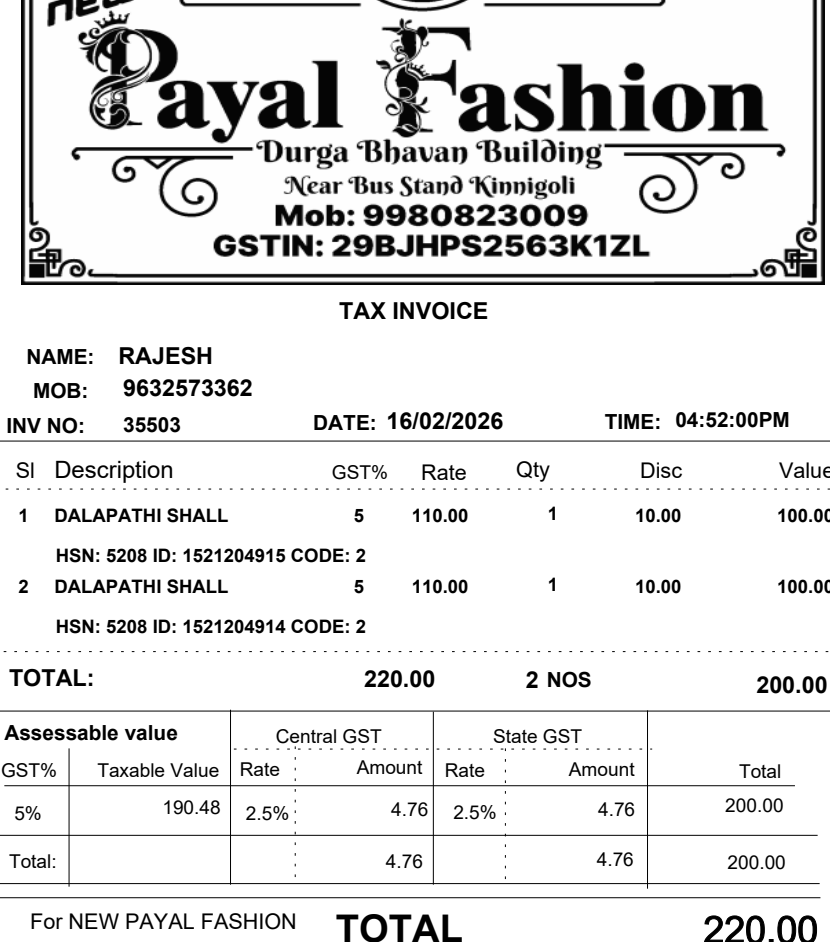 new
Payal Fashion
Durga Bhavan Building
Near Bus Stand Kinnigoli
Mob: 9980823009
GSTIN: 29BJHPS2563K1ZL
TAX INVOICE
NAME: RAJESH
MOB: 9632573362
INV NO: 35503 DATE: 16/02/2026 TIME: 04:52:00PM
Sl Description GST% Rate Qty Disc Value
1 DALAPATHI SHALL 5 110.00 1 10.00 100.00
HSN: 5208 ID: 1521204915 CODE: 2
2 DALAPATHI SHALL 5 110.00 1 10.00 100.00
HSN: 5208 ID: 1521204914 CODE: 2
TOTAL: 220.00 2 NOS 200.00
Assessable value Central GST State GST
GST% Taxable Value Rate Amount Rate Amount Total
5% 190.48 2.5% 4.76 2.5% 4.76 200.00
Total: 4.76 4.76 200.00
For NEW PAYAL FASHION TOTAL 220.00